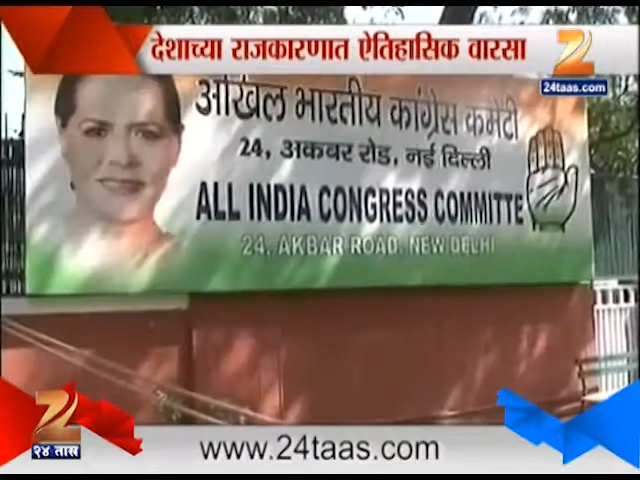 देशाच्या राजकारणात ऐतिहासिक वारसा
24taas.com
अखिल भारतीय कांग्रेस कमेटी
24, अकबर रोड, नई दिल्ली
ALL INDIA CONGRESS COMMITTE
24, AKBAR ROAD, NEW DELHI
२४ तास
www.24taas.com